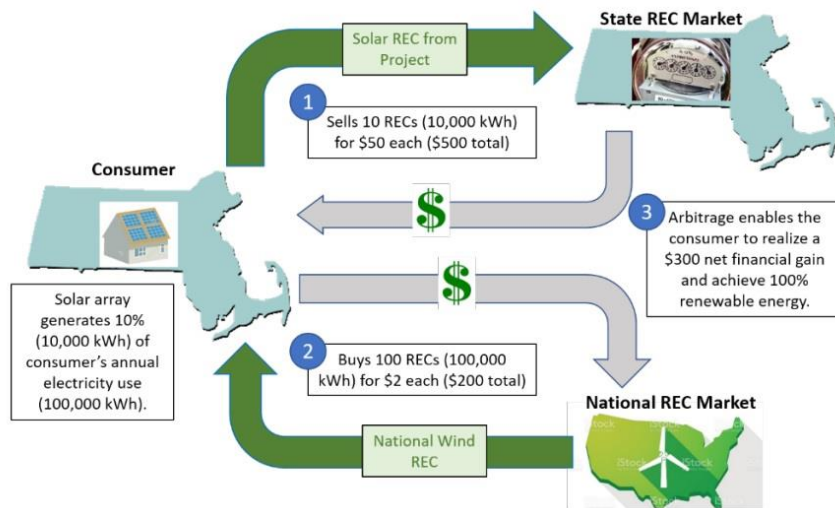 Solar REC from
Project
State REC Market
1
Sells 10 RECs (10,000 kWh)
for $50 each ($500 total)
Consumer
$
3
Arbitrage enables the
consumer to realize a
$300 net financial gain
and achieve 100%
renewable energy.
$
Solar array
generates 10%
(10,000 kWh) of
consumer's annual
electricity use
(100,000 kWh).
2
Buys 100 RECs (100,000
kWh) for $2 each ($200 total)
National REC Market
National Wind
REC
iStock
iStock
iStock